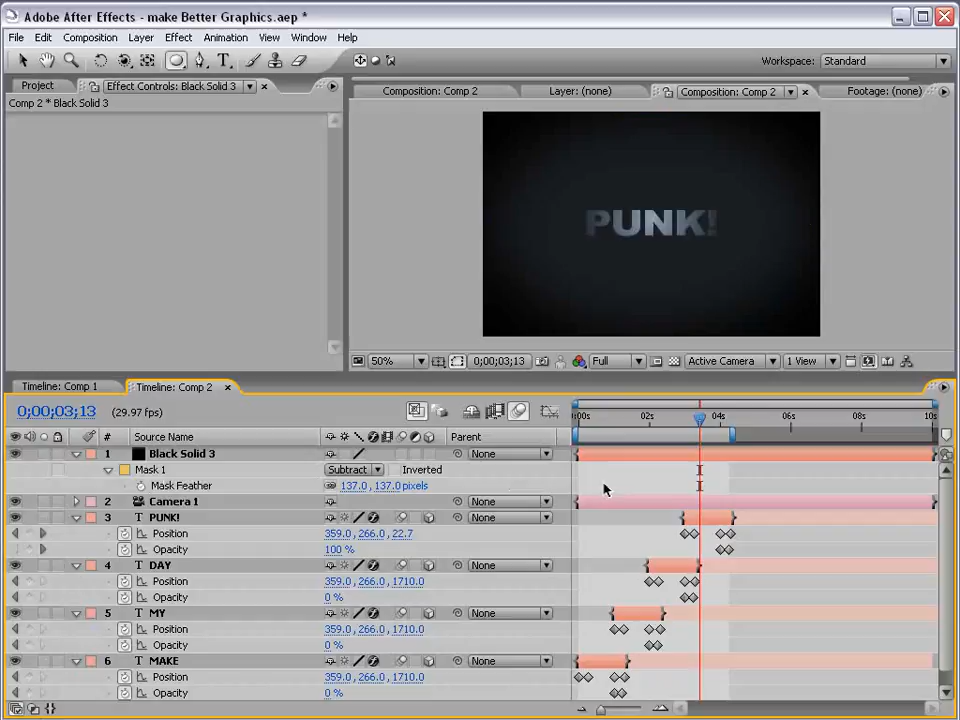 Adobe After Effects - make Better Graphics.aep *
File Edit Composition Layer Effect Animation View Window Help
Workspace: Standard
Project Effect Controls: Black Solid 3
Comp 2 * Black Solid 3
Composition: Comp 2 Layer: (none) Composition: Comp 2 Footage: (none)
PUNK!
50% 0;00;03;13 Full Active Camera 1 View
Timeline: Comp 1 Timeline: Comp 2
0;00;03;13 (29.97 fps)
:00s 02s 04s 06s 08s 10s
# Source Name Parent
1 Black Solid 3 None
Mask 1 Subtract Inverted
Mask Feather 137.0, 137.0 pixels
2 Camera 1 None
3 T PUNK! None
Position 359.0, 266.0, 22.7
Opacity 100 %
4 T DAY None
Position 359.0, 266.0, 1710.0
Opacity 0 %
5 T MY None
Position 359.0, 266.0, 1710.0
Opacity 0 %
6 T MAKE None
Position 359.0, 266.0, 1710.0
Opacity 0 %